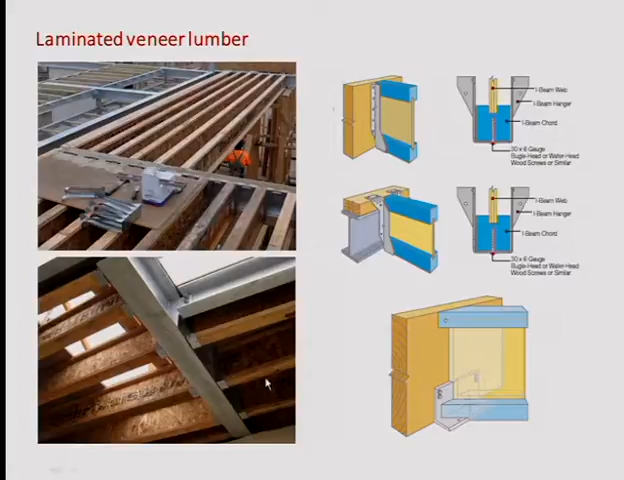 Laminated veneer lumber
I-Beam Web
I-Beam Hanger
I-Beam Chord
30 x 6 Gauge
Bugle-Head or Wafer-Head
Wood Screws or Similar
I-Beam Web
I-Beam Hanger
I-Beam Chord
30 x 6 Gauge
Bugle-Head or Wafer-Head
Wood Screws or Similar